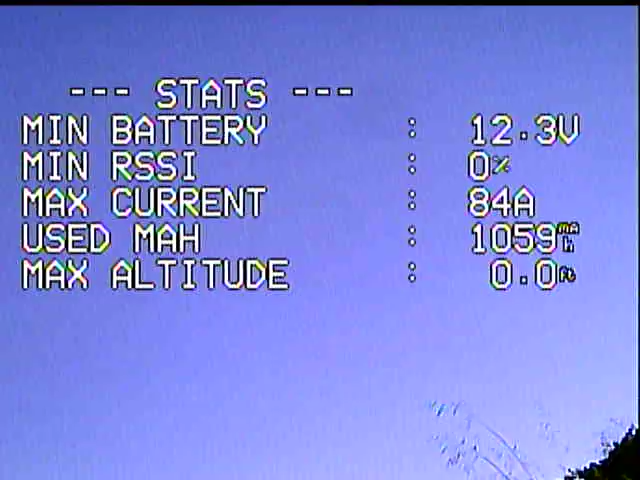 --- STATS ---
MIN BATTERY : 12.3V
MIN RSSI : 0%
MAX CURRENT : 84A
USED MAH : 1059mAh
MAX ALTITUDE : 0.0ft